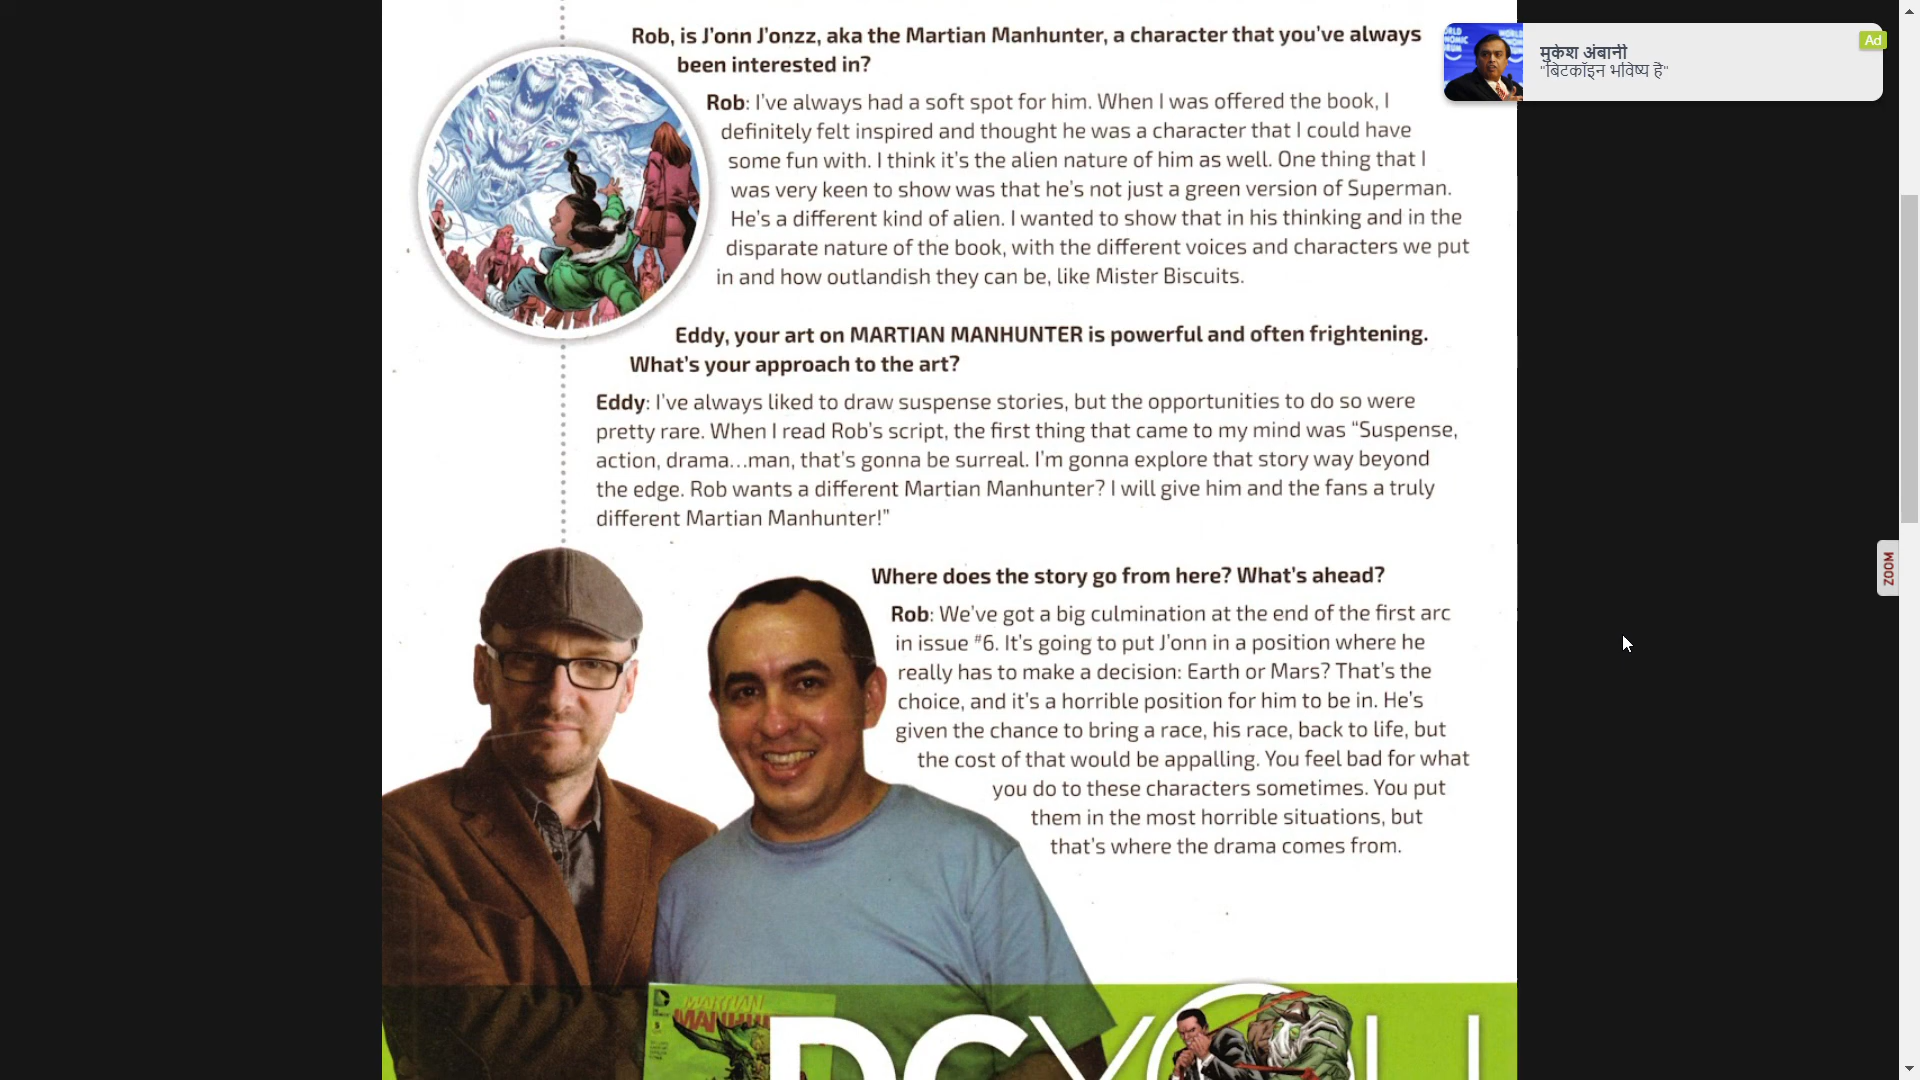 Rob, is J'onn J'onzz, aka the Martian Manhunter, a character that you've always
been interested in?
Rob: I've always had a soft spot for him. When I was offered the book, I
definitely felt inspired and thought he was a character that I could have
some fun with. I think it's the alien nature of him as well. One thing that I
was very keen to show was that he's not just a green version of Superman.
He's a different kind of alien. I wanted to show that in his thinking and in the
disparate nature of the book, with the different voices and characters we put
in and how outlandish they can be, like Mister Biscuits.
Eddy, your art on MARTIAN MANHUNTER is powerful and often frightening.
What's your approach to the art?
Eddy: I've always liked to draw suspense stories, but the opportunities to do so were
pretty rare. When I read Rob's script, the first thing that came to my mind was “Suspense,
action, drama...man, that's gonna be surreal. I'm gonna explore that story way beyond
the edge. Rob wants a different Martian Manhunter? I will give him and the fans a truly
different Martian Manhunter!”
Where does the story go from here? What's ahead?
Rob: We've got a big culmination at the end of the first arc
in issue #6. It's going to put J'onn in a position where he
really has to make a decision: Earth or Mars? That's the
choice, and it's a horrible position for him to be in. He's
given the chance to bring a race, his race, back to life, but
the cost of that would be appalling. You feel bad for what
you do to these characters sometimes. You put
them in the most horrible situations, but
that's where the drama comes from.
MARTIAN
DC YOU
मुकेश अंबानी
"बिटकॉइन भविष्य है"
Ad
ZOOM